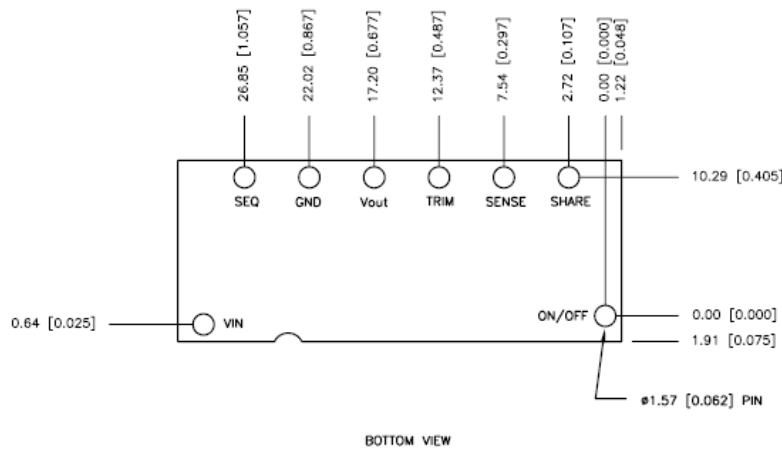 26.85 [1.057]
22.02 [0.867]
17.20 [0.677]
12.37 [0.487]
7.54 [0.297]
2.72 [0.107]
0.00 [0.000]
1.22 [0.048]
SEQ
GND
Vout
TRIM
SENSE
SHARE
10.29 [0.405]
0.64 [0.025]
VIN
ON/OFF
0.00 [0.000]
1.91 [0.075]
ø1.57 [0.062] PIN
BOTTOM VIEW